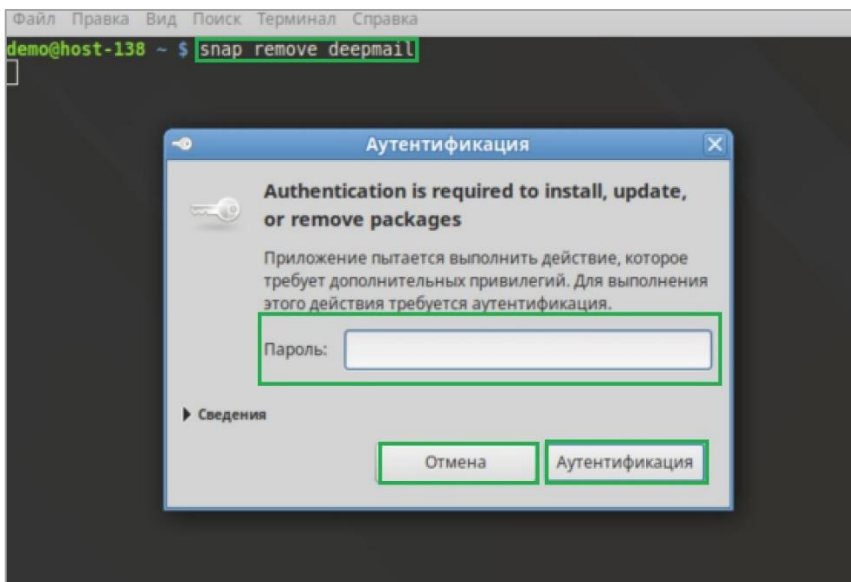 Файл Правка Вид Поиск Терминал Справка
demo@host-138 ~ $ snap remove deepmail
Аутентификация
Authentication is required to install, update,
or remove packages
Приложение пытается выполнить действие, которое
требует дополнительных привилегий. Для выполнения
этого действия требуется аутентификация.
Пароль:
Сведения
Отмена Аутентификация